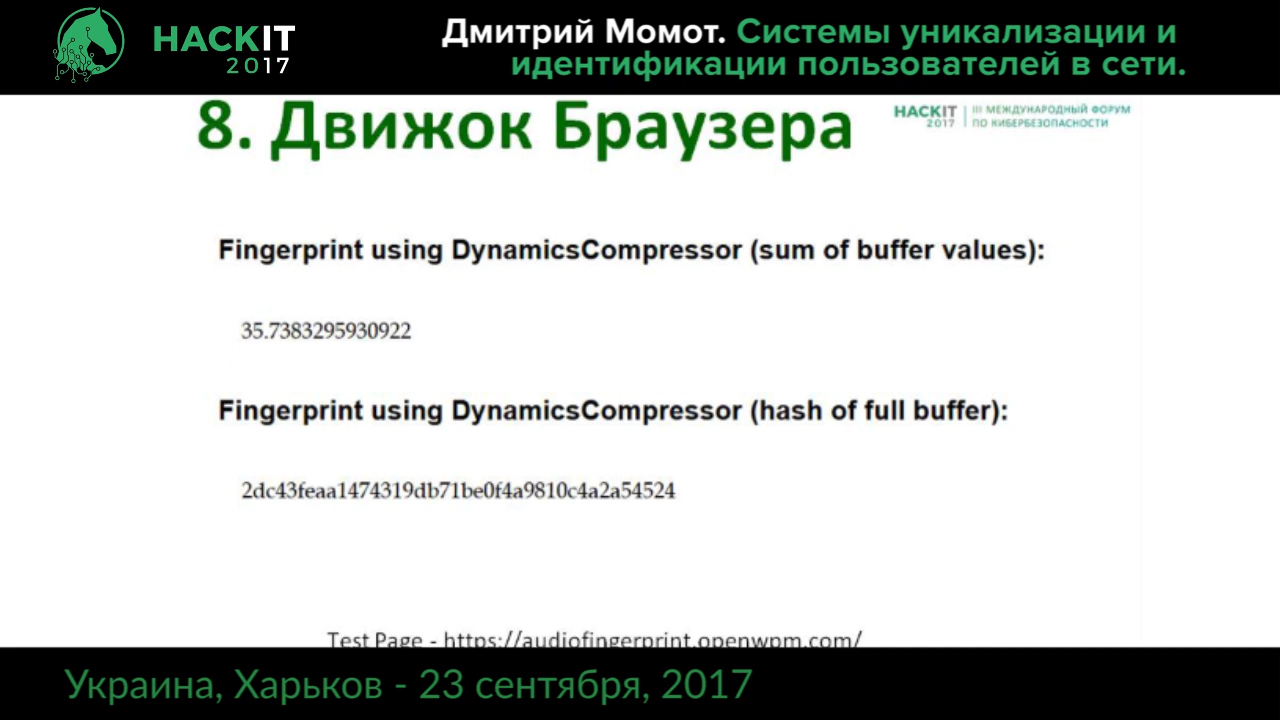 HACKIT
2017
Дмитрий Момот. Системы уникализации и
идентификации пользователей в сети.
8. Движок Браузера
HACKIT
2017
III МЕЖДУНАРОДНЫЙ ФОРУМ
ПО КИБЕРБЕЗОПАСНОСТИ
Fingerprint using DynamicsCompressor (sum of buffer values):
35.7383295930922
Fingerprint using DynamicsCompressor (hash of full buffer):
2dc43feaa1474319db71be0f4a9810c4a2a54524
Test Page - https://audiofingerprint.openwpm.com/
Украина, Харьков - 23 сентября, 2017